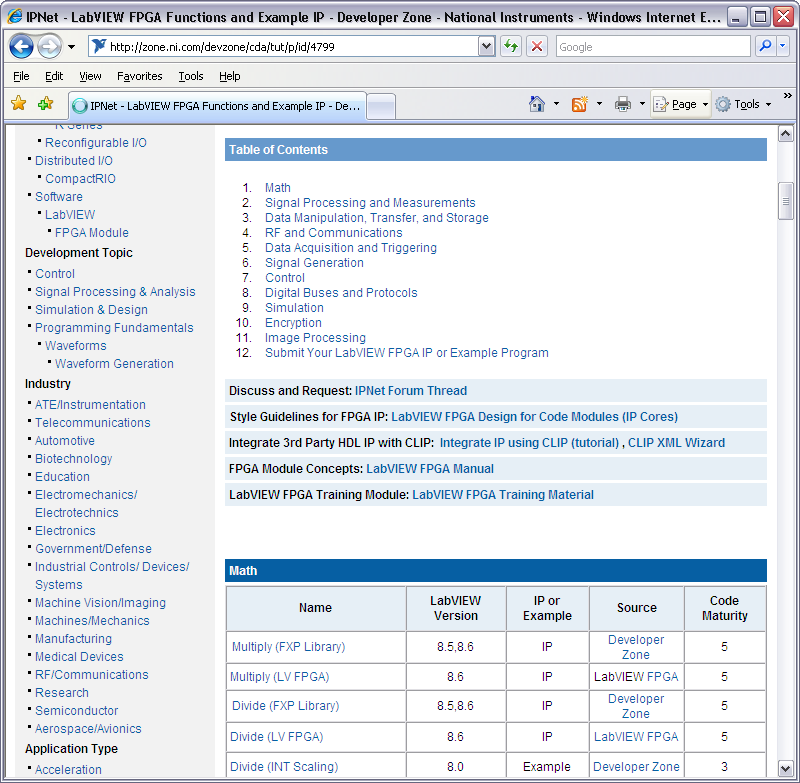 IPNet - LabVIEW FPGA Functions and Example IP - Developer Zone - National Instruments - Windows Internet E...
http://zone.ni.com/devzone/cda/tut/p/id/4799
Google
File Edit View Favorites Tools Help
IPNet - LabVIEW FPGA Functions and Example IP - De...
Page Tools »
R Series
Reconfigurable I/O
Distributed I/O
CompactRIO
Software
LabVIEW
FPGA Module
Development Topic
Control
Signal Processing & Analysis
Simulation & Design
Programming Fundamentals
Waveforms
Waveform Generation
Industry
ATE/Instrumentation
Telecommunications
Automotive
Biotechnology
Education
Electromechanics/
Electrotechnics
Electronics
Government/Defense
Industrial Controls/ Devices/
Systems
Machine Vision/Imaging
Machines/Mechanics
Manufacturing
Medical Devices
RF/Communications
Research
Semiconductor
Aerospace/Avionics
Application Type
Acceleration
Table of Contents
1. Math
2. Signal Processing and Measurements
3. Data Manipulation, Transfer, and Storage
4. RF and Communications
5. Data Acquisition and Triggering
6. Signal Generation
7. Control
8. Digital Buses and Protocols
9. Simulation
10. Encryption
11. Image Processing
12. Submit Your LabVIEW FPGA IP or Example Program
Discuss and Request: IPNet Forum Thread
Style Guidelines for FPGA IP: LabVIEW FPGA Design for Code Modules (IP Cores)
Integrate 3rd Party HDL IP with CLIP: Integrate IP using CLIP (tutorial) , CLIP XML Wizard
FPGA Module Concepts: LabVIEW FPGA Manual
LabVIEW FPGA Training Module: LabVIEW FPGA Training Material
Math
Name LabVIEW Version IP or Example Source Code Maturity
Multiply (FXP Library) 8.5,8.6 IP Developer Zone 5
Multiply (LV FPGA) 8.6 IP LabVIEW FPGA 5
Divide (FXP Library) 8.5,8.6 IP Developer Zone 5
Divide (LV FPGA) 8.6 IP LabVIEW FPGA 5
Divide (INT Scaling) 8.0 Example Developer Zone 3